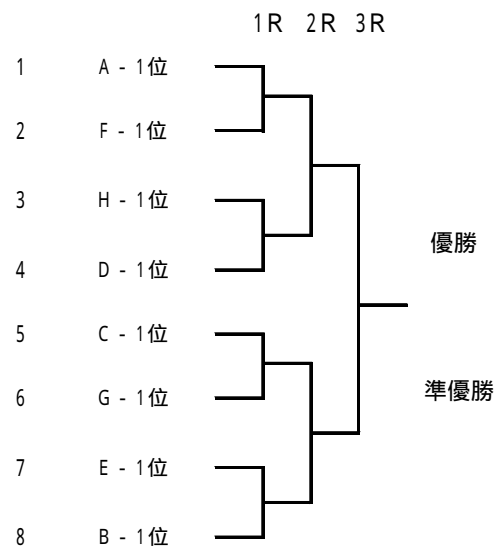 1R 2R 3R
1 A - 1位
2 F - 1位
3 H - 1位
優勝
4 D - 1位
5 C - 1位
準優勝
6 G - 1位
7 E - 1位
8 B - 1位